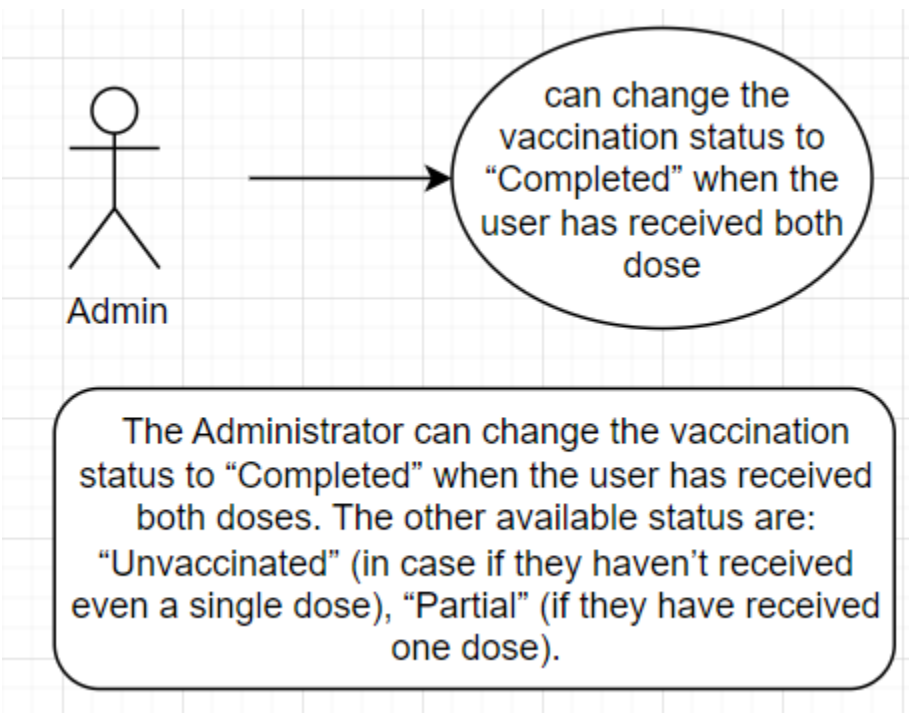 can change the
vaccination status to
“Completed” when the
user has received both
dose
Admin
The Administrator can change the vaccination
status to “Completed” when the user has received
both doses. The other available status are:
“Unvaccinated” (in case if they haven’t received
even a single dose), “Partial” (if they have received
one dose).